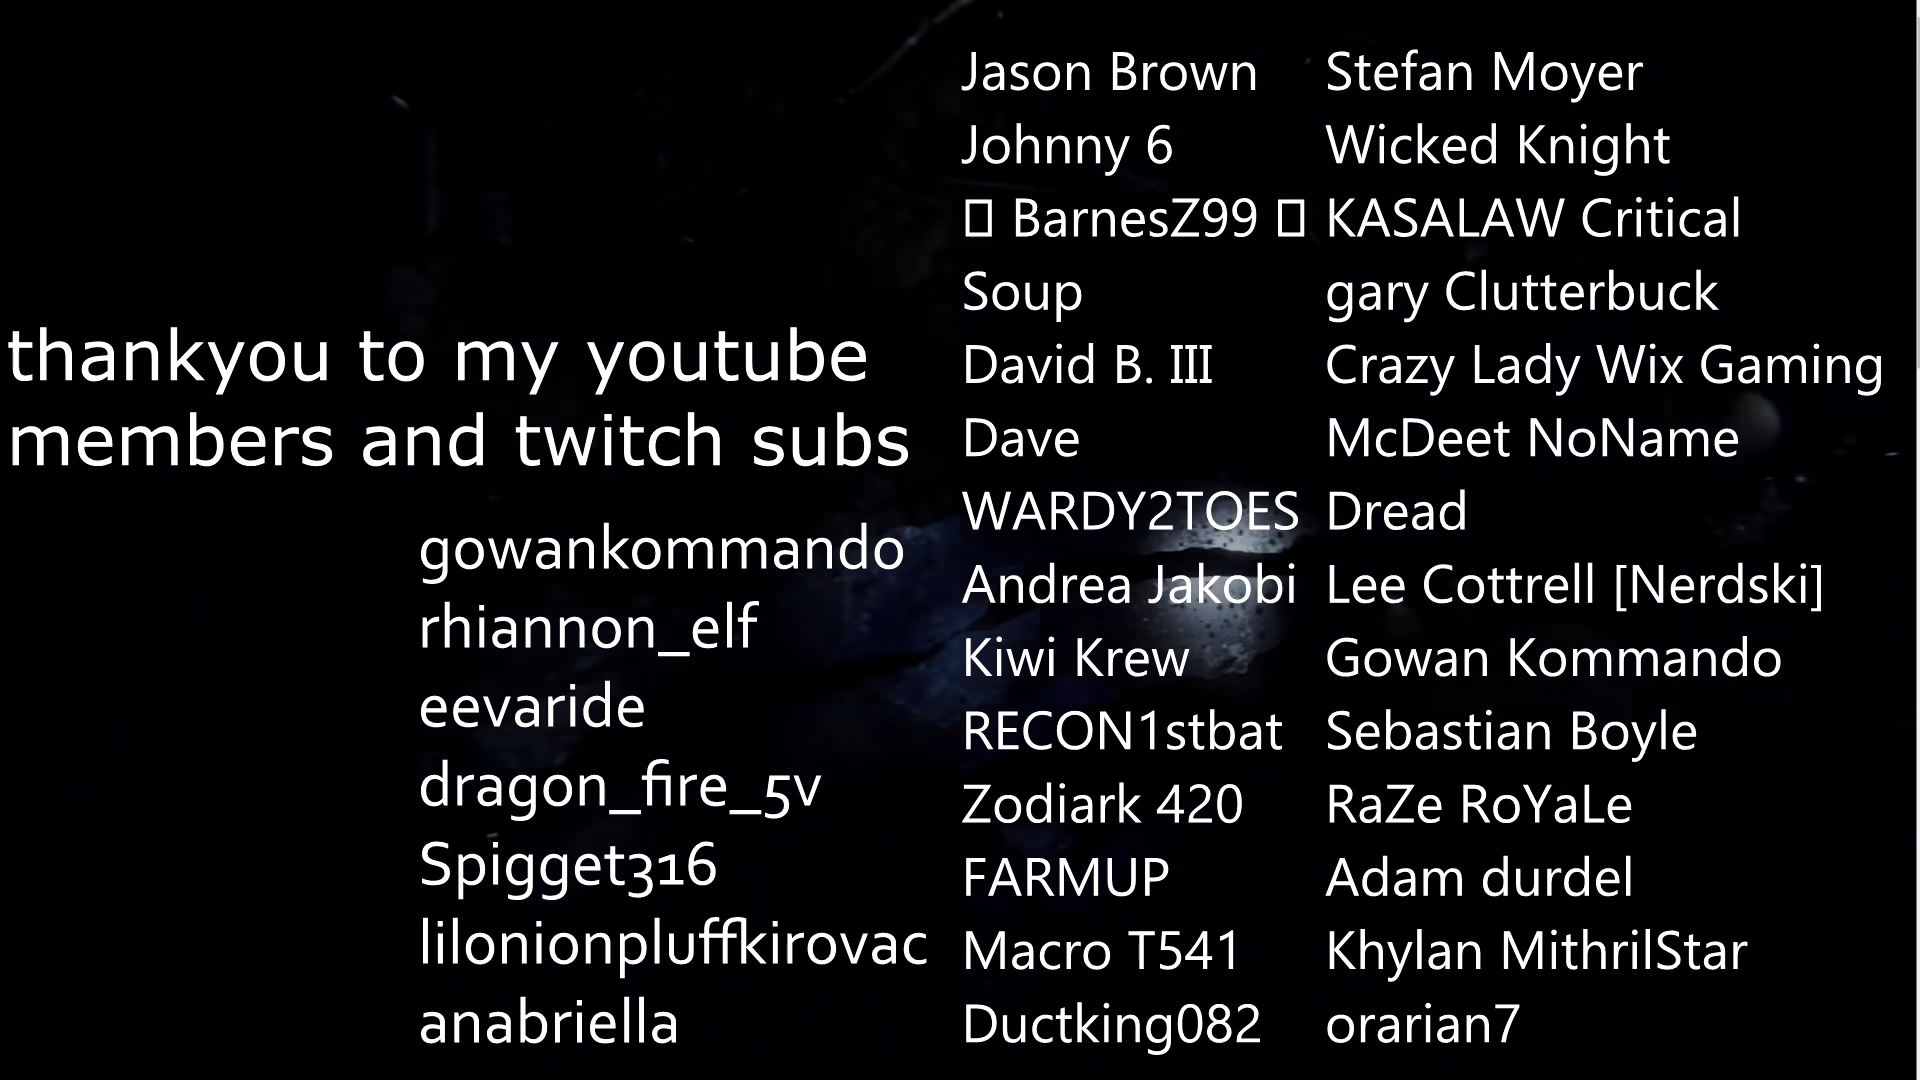 thankyou to my youtube
members and twitch subs
gowankommando
rhiannon_elf
eevaride
dragon_fire_5v
Spigget316
lilonionpluffkirovac
anabriella
Jason Brown
Johnny 6
▯ BarnesZ99 ▯
Soup
David B. III
Dave
WARDY2TOES
Andrea Jakobi
Kiwi Krew
RECON1stbat
Zodiark 420
FARMUP
Macro T541
Ductking082
Stefan Moyer
Wicked Knight
KASALAW Critical
gary Clutterbuck
Crazy Lady Wix Gaming
McDeet NoName
Dread
Lee Cottrell [Nerdski]
Gowan Kommando
Sebastian Boyle
RaZe RoYaLe
Adam durdel
Khylan MithrilStar
orarian7